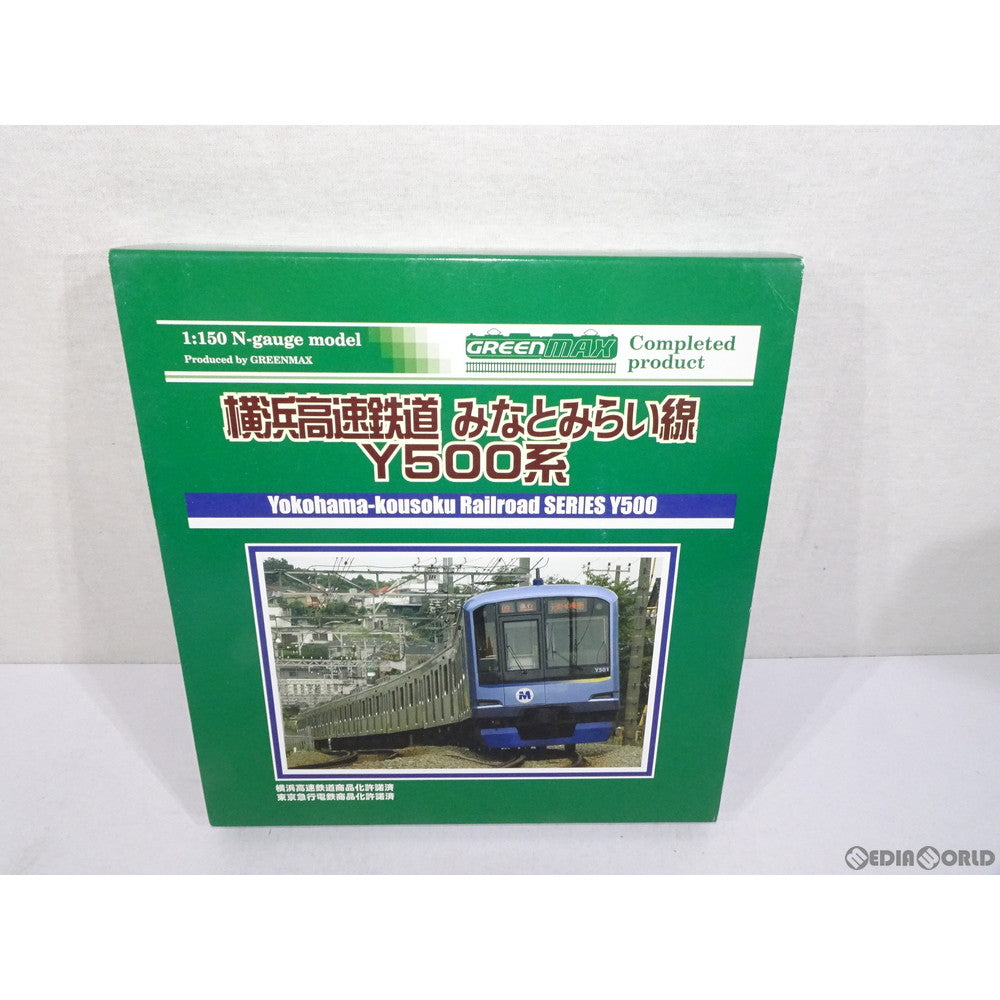 1:150 N-gauge model
Produced by GREENMAX
GREENMAX
Completed
product
横浜高速鉄道 みなとみらい線
Y500系
Yokohama-kousoku Railroad SERIES Y500
Y501
M
横浜高速鉄道商品化許諾済
東京急行電鉄商品化許諾済
MEDIAWORLD